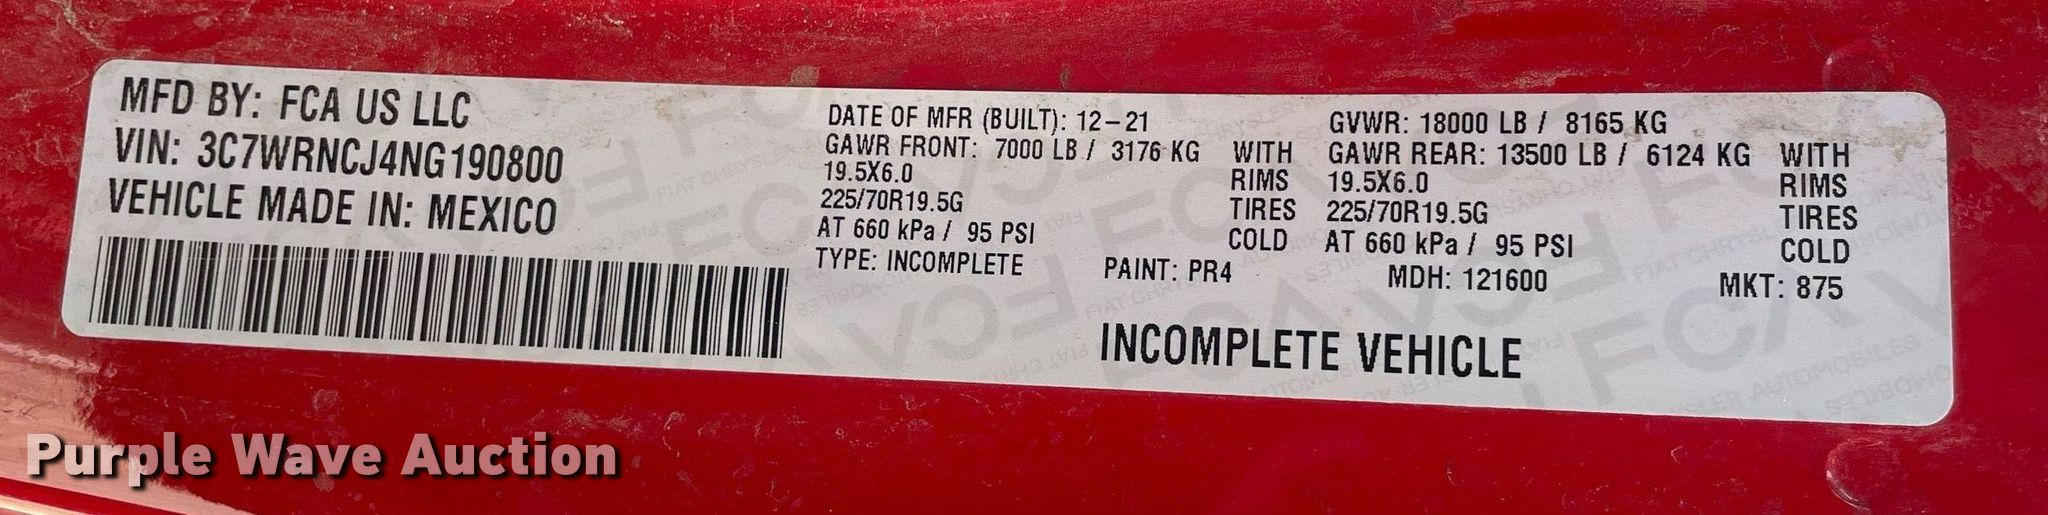 MFD BY: FCA US LLC
VIN: 3C7WRNCJ4NG190800
VEHICLE MADE IN: MEXICO
DATE OF MFR (BUILT): 12-21
GVWR: 18000 LB / 8165 KG
GAWR FRONT: 7000 LB / 3176 KG WITH
19.5X6.0 RIMS
225/70R19.5G TIRES
AT 660 kPa / 95 PSI COLD
GAWR REAR: 13500 LB / 6124 KG WITH
19.5X6.0 RIMS
225/70R19.5G TIRES
AT 660 kPa / 95 PSI COLD
TYPE: INCOMPLETE PAINT: PR4 MDH: 121600 MKT: 875
INCOMPLETE VEHICLE
Purple Wave Auction